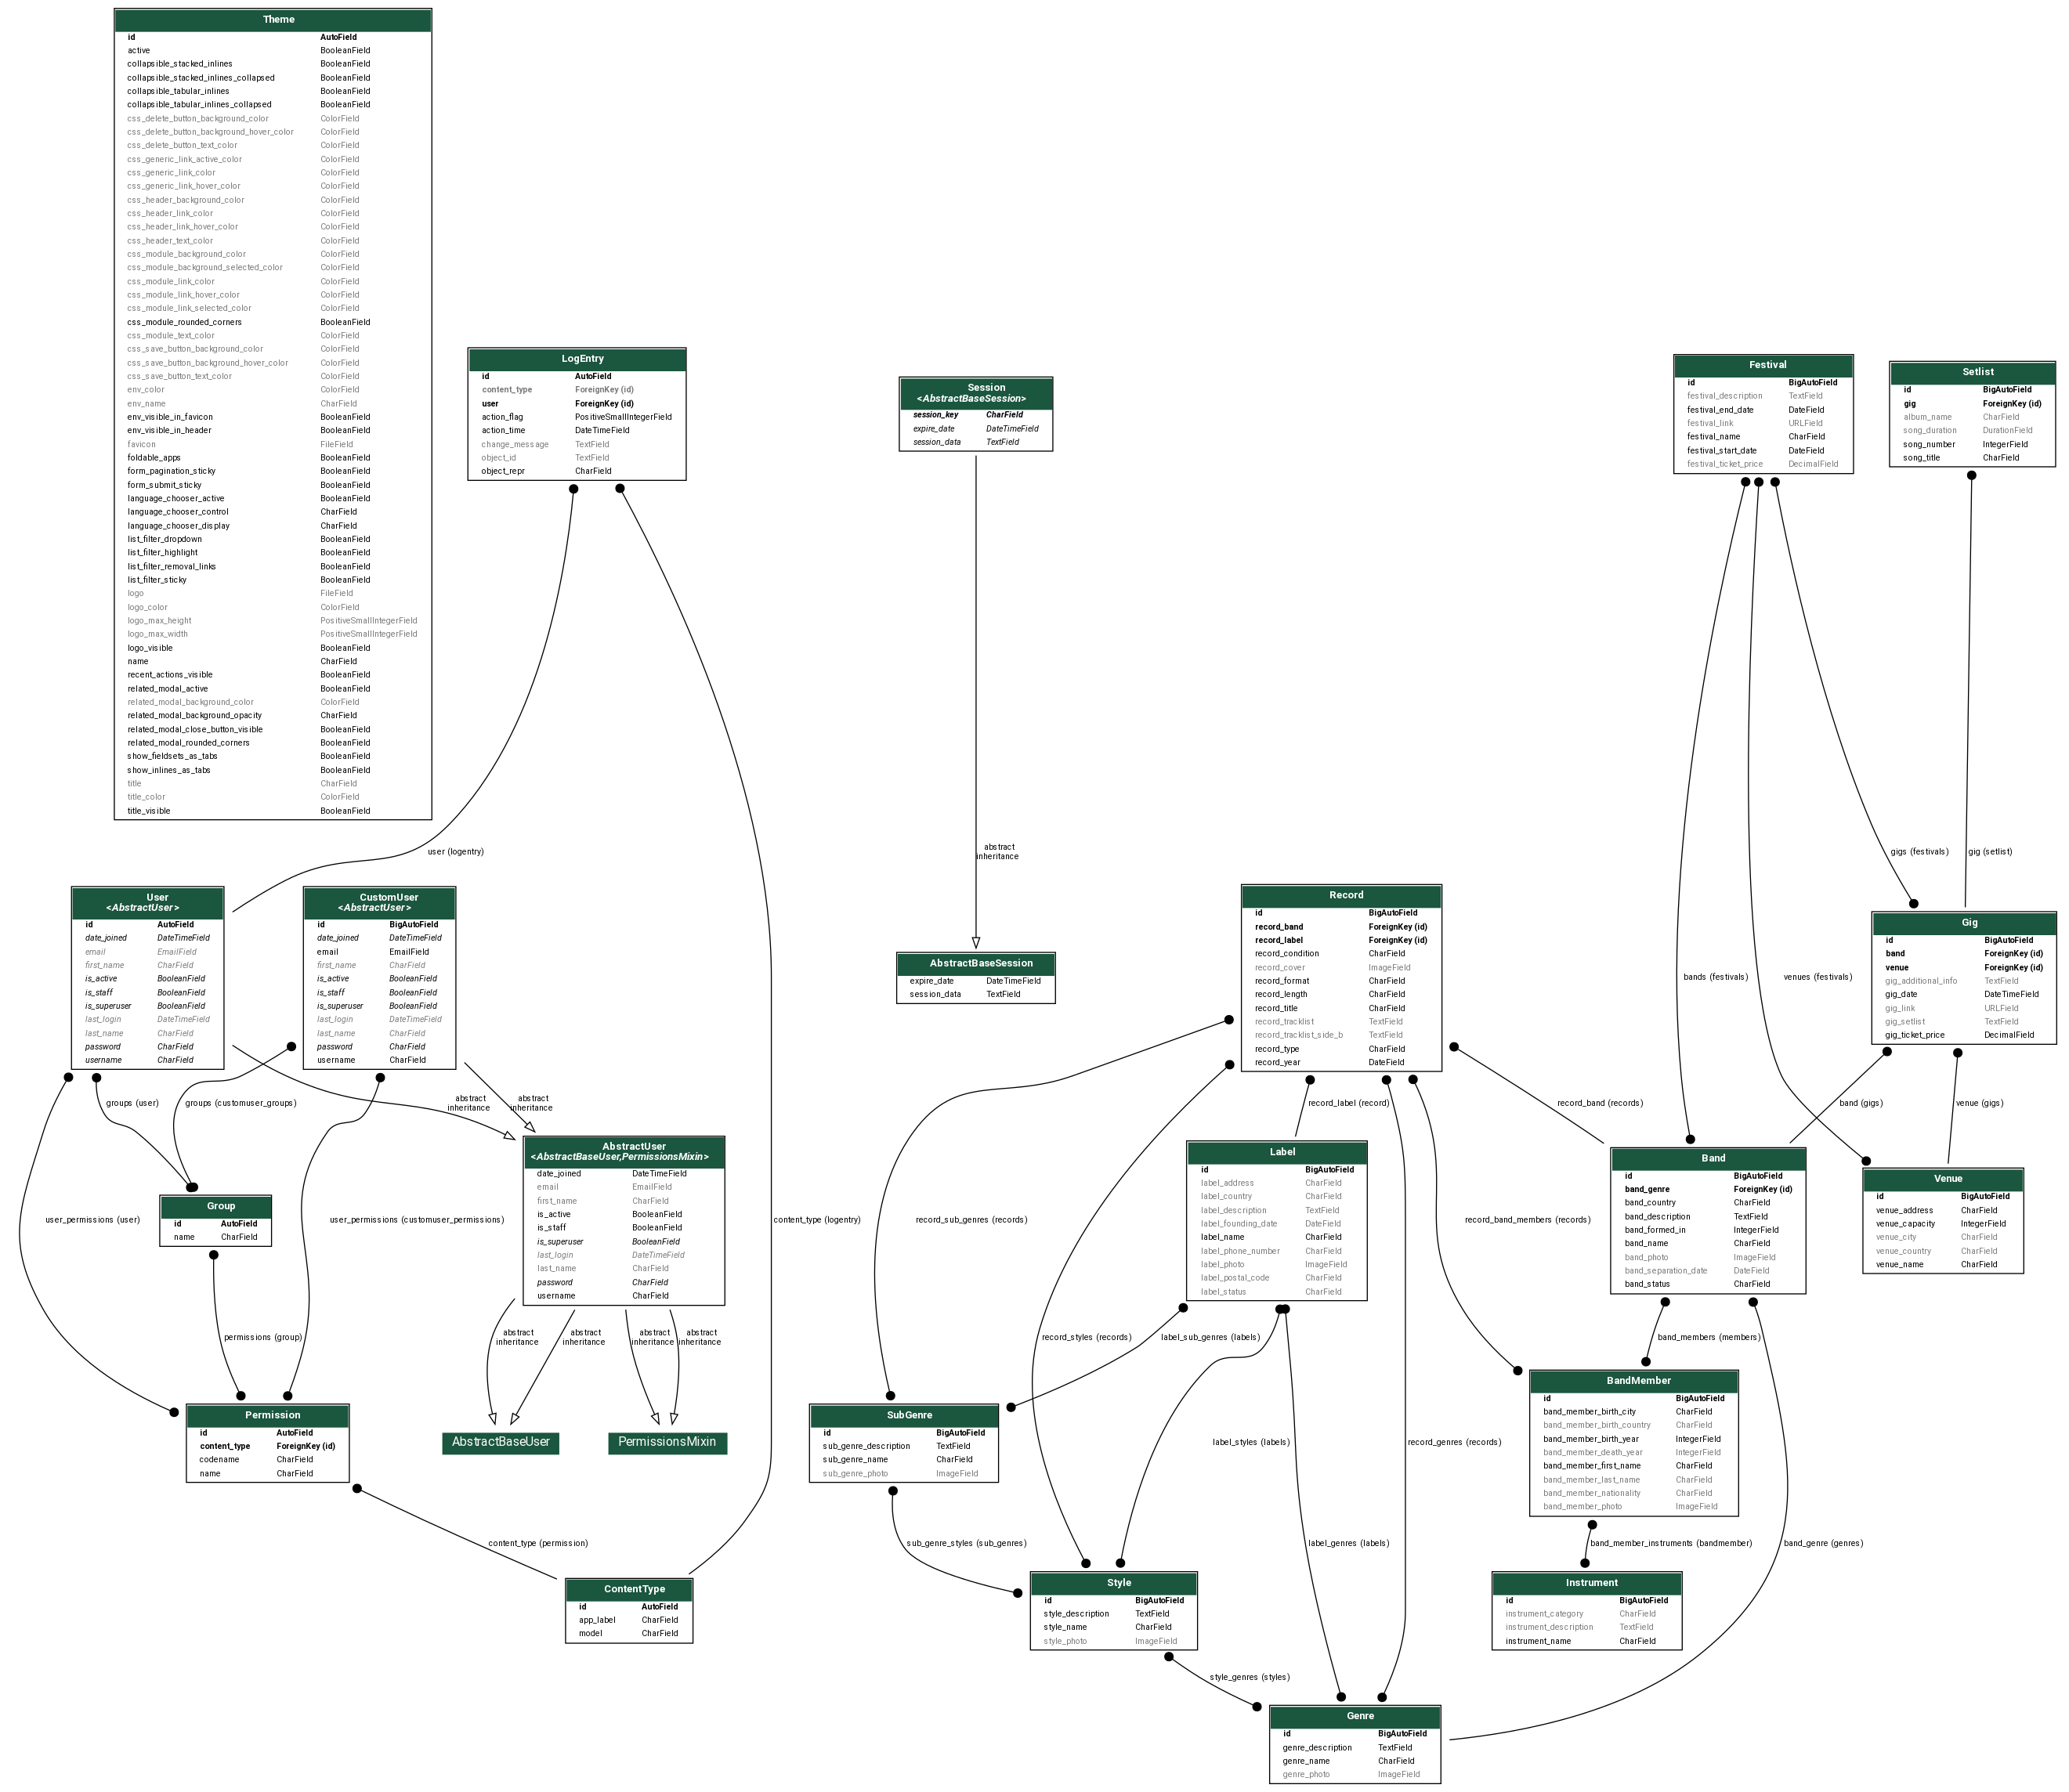 Theme
id AutoField
active BooleanField
collapsible_stacked_inlines BooleanField
collapsible_stacked_inlines_collapsed BooleanField
collapsible_tabular_inlines BooleanField
collapsible_tabular_inlines_collapsed BooleanField
css_delete_button_background_color ColorField
css_delete_button_background_hover_color ColorField
css_delete_button_text_color ColorField
css_generic_link_active_color ColorField
css_generic_link_color ColorField
css_generic_link_hover_color ColorField
css_header_background_color ColorField
css_header_link_color ColorField
css_header_link_hover_color ColorField
css_header_text_color ColorField
css_module_background_color ColorField
css_module_background_selected_color ColorField
css_module_link_color ColorField
css_module_link_hover_color ColorField
css_module_link_selected_color ColorField
css_module_rounded_corners BooleanField
css_module_text_color ColorField
css_save_button_background_color ColorField
css_save_button_background_hover_color ColorField
css_save_button_text_color ColorField
env_color ColorField
env_name CharField
env_visible_in_favicon BooleanField
env_visible_in_header BooleanField
favicon FileField
foldable_apps BooleanField
form_pagination_sticky BooleanField
form_submit_sticky BooleanField
language_chooser_active BooleanField
language_chooser_control CharField
language_chooser_display CharField
list_filter_dropdown BooleanField
list_filter_highlight BooleanField
list_filter_removal_links BooleanField
list_filter_sticky BooleanField
logo FileField
logo_color ColorField
logo_max_height PositiveSmallIntegerField
logo_max_width PositiveSmallIntegerField
logo_visible BooleanField
name CharField
recent_actions_visible BooleanField
related_modal_active BooleanField
related_modal_background_color ColorField
related_modal_background_opacity CharField
related_modal_close_button_visible BooleanField
related_modal_rounded_corners BooleanField
show_fieldsets_as_tabs BooleanField
show_inlines_as_tabs BooleanField
title CharField
title_color ColorField
title_visible BooleanField
LogEntry
id AutoField
content_type ForeignKey (id)
user ForeignKey (id)
action_flag PositiveSmallIntegerField
action_time DateTimeField
change_message TextField
object_id TextField
object_repr CharField
Session
<AbstractBaseSession>
session_key CharField
expire_date DateTimeField
session_data TextField
Festival
id BigAutoField
festival_description TextField
festival_end_date DateField
festival_link URLField
festival_name CharField
festival_start_date DateField
festival_ticket_price DecimalField
Setlist
id BigAutoField
gig ForeignKey (id)
album_name CharField
song_duration DurationField
song_number IntegerField
song_title CharField
user (logentry)
abstract
inheritance
gigs (festivals)
gig (setlist)
User
<AbstractUser>
id AutoField
date_joined DateTimeField
email EmailField
first_name CharField
is_active BooleanField
is_staff BooleanField
is_superuser BooleanField
last_login DateTimeField
last_name CharField
password CharField
username CharField
CustomUser
<AbstractUser>
id BigAutoField
date_joined DateTimeField
email EmailField
first_name CharField
is_active BooleanField
is_staff BooleanField
is_superuser BooleanField
last_login DateTimeField
last_name CharField
password CharField
username CharField
AbstractBaseSession
expire_date DateTimeField
session_data TextField
Record
id BigAutoField
record_band ForeignKey (id)
record_label ForeignKey (id)
record_condition CharField
record_cover ImageField
record_format CharField
record_length CharField
record_title CharField
record_tracklist TextField
record_tracklist_side_b TextField
record_type CharField
record_year DateField
bands (festivals)
venues (festivals)
Gig
id BigAutoField
band ForeignKey (id)
venue ForeignKey (id)
gig_additional_info TextField
gig_date DateTimeField
gig_link URLField
gig_setlist TextField
gig_ticket_price DecimalField
groups (user)
groups (customuser_groups)
abstract
inheritance
abstract
inheritance
record_label (record)
record_band (records)
band (gigs)
venue (gigs)
AbstractUser
<AbstractBaseUser,PermissionsMixin>
date_joined DateTimeField
email EmailField
first_name CharField
is_active BooleanField
is_staff BooleanField
is_superuser BooleanField
last_login DateTimeField
last_name CharField
password CharField
username CharField
Label
id BigAutoField
label_address CharField
label_country CharField
label_description TextField
label_founding_date DateField
label_name CharField
label_phone_number CharField
label_photo ImageField
label_postal_code CharField
label_status CharField
Band
id BigAutoField
band_genre ForeignKey (id)
band_country CharField
band_description TextField
band_formed_in IntegerField
band_name CharField
band_photo ImageField
band_separation_date DateField
band_status CharField
Venue
id BigAutoField
venue_address CharField
venue_capacity IntegerField
venue_city CharField
venue_country CharField
venue_name CharField
Group
id AutoField
name CharField
user_permissions (user)
user_permissions (customuser_permissions)
content_type (logentry)
record_sub_genres (records)
record_band_members (records)
permissions (group)
abstract
inheritance
abstract
inheritance
abstract
inheritance
abstract
inheritance
record_styles (records)
label_sub_genres (labels)
band_members (members)
Permission
id AutoField
content_type ForeignKey (id)
codename CharField
name CharField
AbstractBaseUser
PermissionsMixin
SubGenre
id BigAutoField
sub_genre_description TextField
sub_genre_name CharField
sub_genre_photo ImageField
label_styles (labels)
record_genres (records)
BandMember
id BigAutoField
band_member_birth_city CharField
band_member_birth_country CharField
band_member_birth_year IntegerField
band_member_death_year IntegerField
band_member_first_name CharField
band_member_last_name CharField
band_member_nationality CharField
band_member_photo ImageField
content_type (permission)
sub_genre_styles (sub_genres)
label_genres (labels)
band_member_instruments (bandmember)
band_genre (genres)
ContentType
id AutoField
app_label CharField
model CharField
Style
id BigAutoField
style_description TextField
style_name CharField
style_photo ImageField
Instrument
id BigAutoField
instrument_category CharField
instrument_description TextField
instrument_name CharField
style_genres (styles)
Genre
id BigAutoField
genre_description TextField
genre_name CharField
genre_photo ImageField